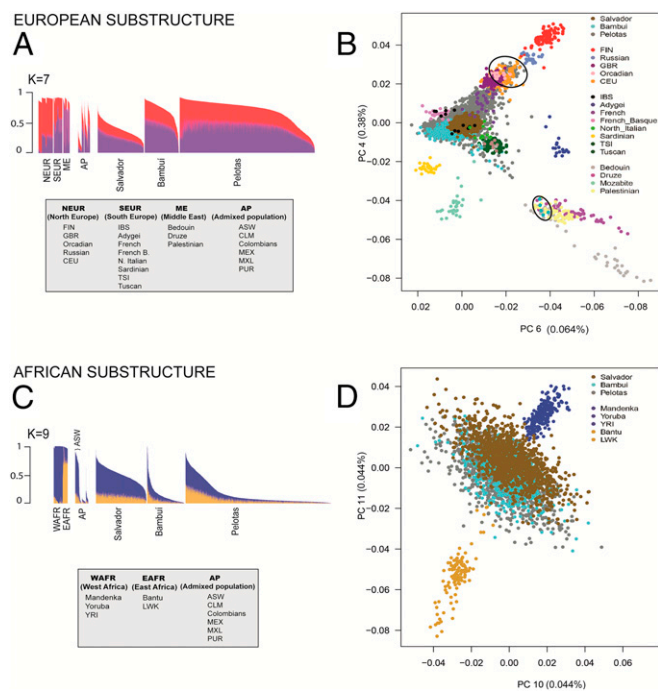 EUROPEAN SUBSTRUCTURE
A
K=7
1
0.5
0
NEUR
SEUR
ME
AP
Salvador
Bambui
Pelotas
NEUR SEUR ME AP
(North Europe) (South Europe) (Middle East) (Admixed population)
FIN IBS Bedouin ASW
GBR Adygei Druze CLM
Orcadian French Palestinian Colombians
Russian French B. MEX
CEU N. Italian MXL
Sardinian PUR
TSI
Tuscan
B
Salvador
Bambui
Pelotas
FIN
Russian
GBR
Orcadian
CEU
IBS
Adygei
French
French_Basque
North_Italian
Sardinian
TSI
Tuscan
Bedouin
Druze
Mozabite
Palestinian
PC 4 (0.38%)
0.04
0.02
0.00
−0.02
−0.04
−0.06
−0.08
0.02 0.00 −0.02 −0.04 −0.06 −0.08
PC 6 (0.064%)
AFRICAN SUBSTRUCTURE
C
K=9
1
0.5
0
ASW
WAFR
EAFR
AP
Salvador
Bambui
Pelotas
WAFR EAFR AP
(West Africa) (East Africa) (Admixed population)
Mandenka Bantu ASW
Yoruba LWK CLM
YRI Colombians
MEX
MXL
PUR
D
Salvador
Bambui
Pelotas
Mandenka
Yoruba
YRI
Bantu
LWK
PC 11 (0.044%)
0.04
0.02
0.00
−0.02
−0.04
−0.06
−0.08
−0.04 −0.02 0.00 0.02 0.04 0.06
PC 10 (0.044%)